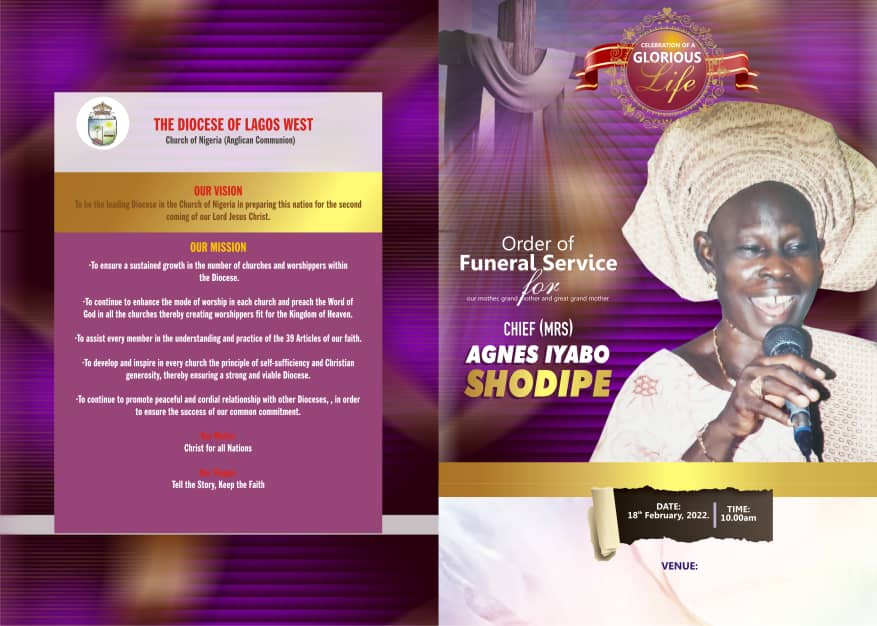 THE DIOCESE OF LAGOS WEST
Church of Nigeria (Anglican Communion)
OUR VISION
To be the leading Diocese in the Church of Nigeria in preparing this nation for the second
coming of our Lord Jesus Christ.
OUR MISSION
·To ensure a sustained growth in the number of churches and worshippers within
the Diocese.
·To continue to enhance the mode of worship in each church and preach the Word of
God in all the churches thereby creating worshippers fit for the Kingdom of Heaven.
·To assist every member in the understanding and practice of the 39 Articles of our faith.
·To develop and inspire in every church the principle of self-sufficiency and Christian
generosity, thereby ensuring a strong and viable Diocese.
·To continue to promote peaceful and cordial relationship with other Dioceses, , in order
to ensure the success of our common commitment.
Christ for all Nations
Tell the Story, Keep the Faith
CELEBRATION OF A
GLORIOUS
Life
Order of
Funeral Service
for
our mother, grand mother and great grand mother
CHIEF (MRS)
AGNES IYABO
SHODIPE
DATE:
18th February, 2022.
TIME:
10.00am
VENUE: